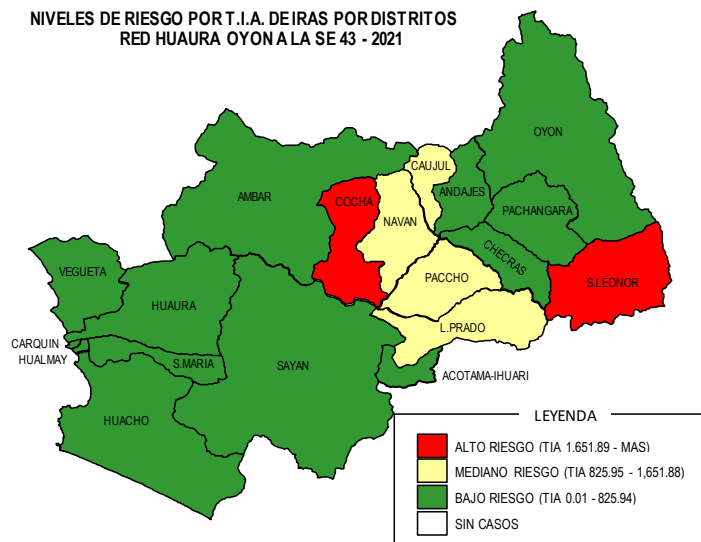 NIVELES DE RIESGO POR T.I.A. DE IRAS POR DISTRITOS
RED HUAURA OYON A LA SE 43 - 2021
OYON
CAUJUL
AMBAR
COCHA
ANDAJES
NAVAN
PACHANGARA
CHECRAS
VEGUETA
PACCHO
S.LEONOR
HUAURA
L.PRADO
CARQUIN
HUALMAY
S.MARIA
SAYAN
ACOTAMA-IHUARI
HUACHO
LEYENDA
ALTO RIESGO (TIA 1.651.89 - MAS)
MEDIANO RIESGO (TIA 825.95 - 1,651.88)
BAJO RIESGO (TIA 0.01 - 825.94)
SIN CASOS